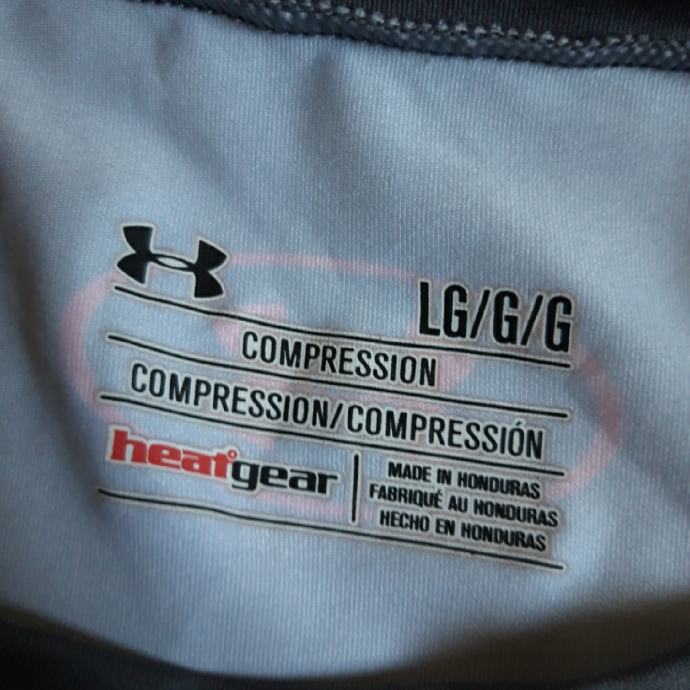 LG/G/G
COMPRESSION
COMPRESSION/COMPRESSIÓN
heatgear
MADE IN HONDURAS
FABRIQUÉ AU HONDURAS
HECHO EN HONDURAS